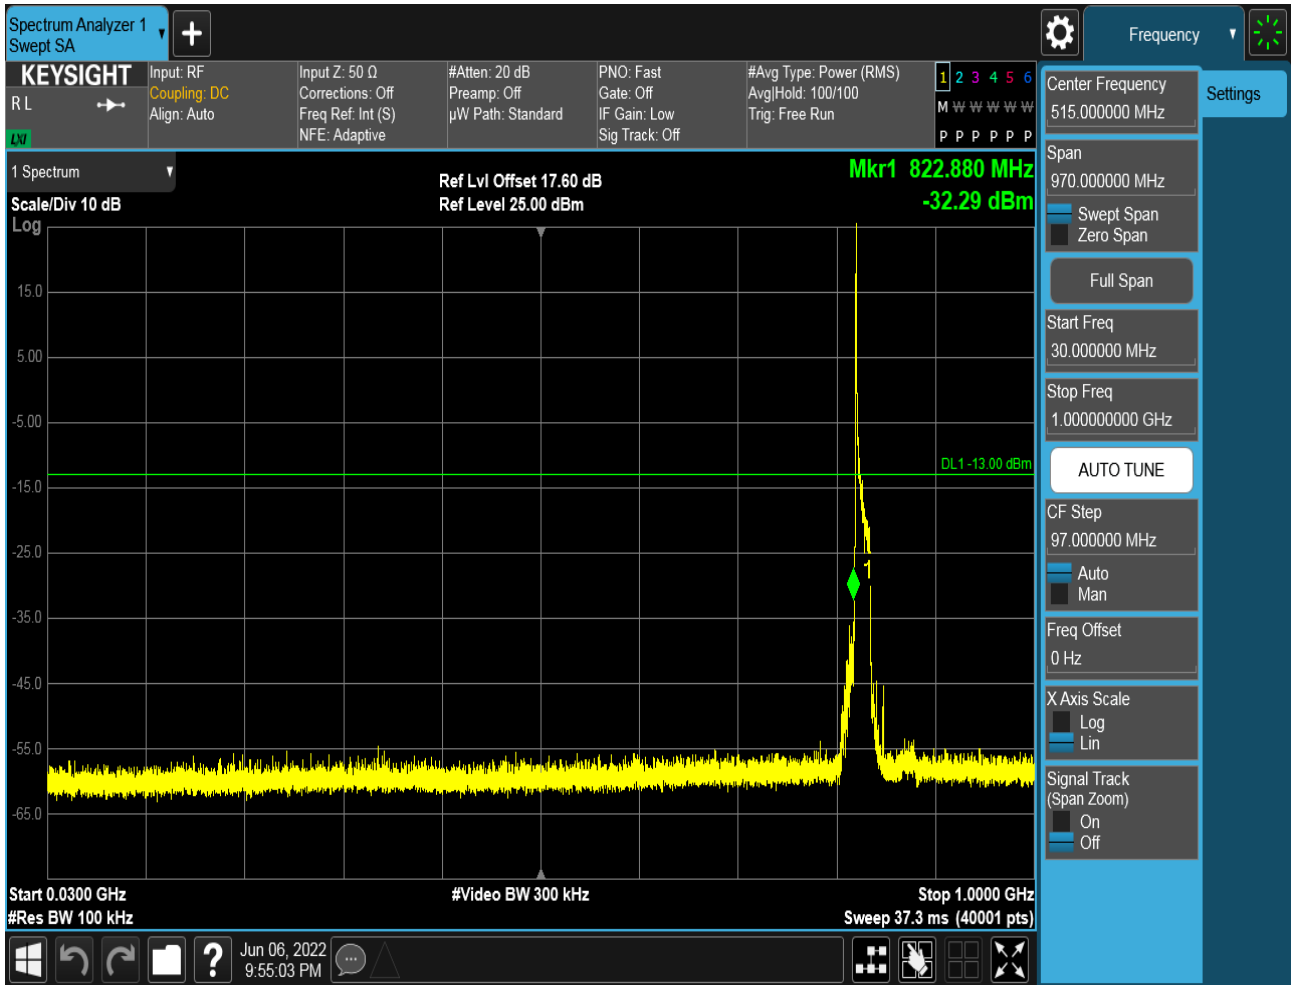 Spectrum Analyzer 1
Swept SA
Frequency
KEYSIGHT
R L
LXI
Input: RF
Coupling: DC
Align: Auto
Input Z: 50 Ω
Corrections: Off
Freq Ref: Int (S)
NFE: Adaptive
#Atten: 20 dB
Preamp: Off
µW Path: Standard
PNO: Fast
Gate: Off
IF Gain: Low
Sig Track: Off
#Avg Type: Power (RMS)
Avg|Hold: 100/100
Trig: Free Run
1 2 3 4 5 6
M W W W W W
P P P P P P
1 Spectrum
Scale/Div 10 dB
Log
Ref Lvl Offset 17.60 dB
Ref Level 25.00 dBm
Mkr1 822.880 MHz
-32.29 dBm
15.0
5.00
-5.00
-15.0
-25.0
-35.0
-45.0
-55.0
-65.0
DL1 -13.00 dBm
Start 0.0300 GHz
#Res BW 100 kHz
#Video BW 300 kHz
Stop 1.0000 GHz
Sweep 37.3 ms (40001 pts)
Center Frequency
515.000000 MHz
Settings
Span
970.000000 MHz
Swept Span
Zero Span
Full Span
Start Freq
30.000000 MHz
Stop Freq
1.000000000 GHz
AUTO TUNE
CF Step
97.000000 MHz
Auto
Man
Freq Offset
0 Hz
X Axis Scale
Log
Lin
Signal Track
(Span Zoom)
On
Off
?
Jun 06, 2022
9:55:03 PM